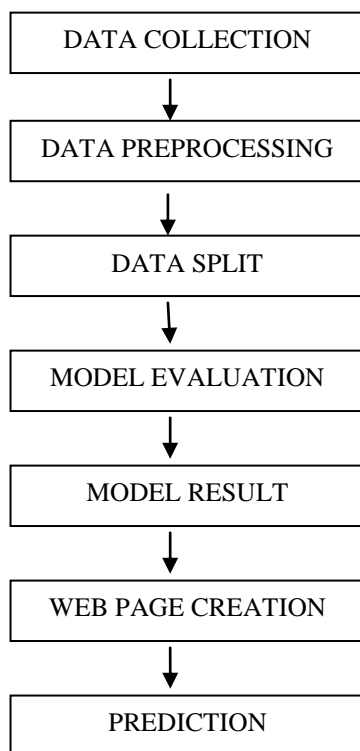 DATA COLLECTION
DATA PREPROCESSING
DATA SPLIT
MODEL EVALUATION
MODEL RESULT
WEB PAGE CREATION
PREDICTION